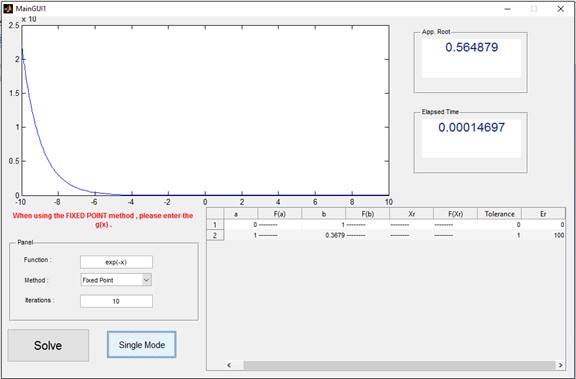 MainGUI1
2.5 x 10
2
1.5
1
0.5
0
-10 -8 -6 -4 -2 0 2 4 6 8 10
App. Root
0.564879
Elapsed Time
0.00014697
When using the FIXED POINT method , please enter the
g(x) .
Panel
Function : exp(-x)
Method : Fixed Point
Iterations : 10
Solve
Single Mode
a F(a) b F(b) Xr F(Xr) Tolerance Er
1 0 -------- 1 -------- -------- -------- 0 0
2 1 -------- 0.3679 -------- -------- -------- 1 100